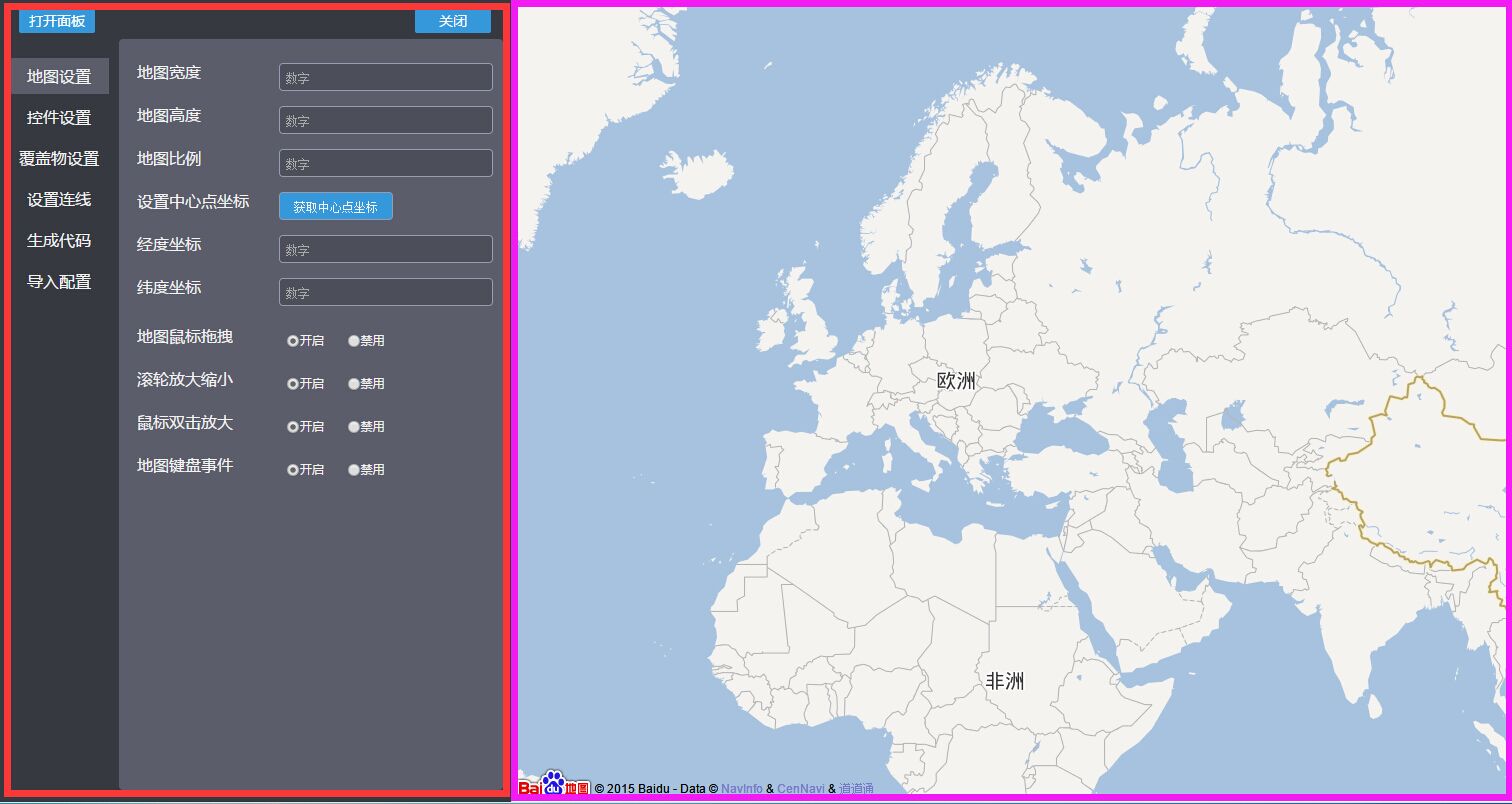 打开面板
关闭
地图设置
控件设置
覆盖物设置
设置连线
生成代码
导入配置
地图宽度 数字
地图高度 数字
地图比例 数字
设置中心点坐标 获取中心点坐标
经度坐标 数字
纬度坐标 数字
地图鼠标拖拽 开启 禁用
滚轮放大缩小 开启 禁用
鼠标双击放大 开启 禁用
地图键盘事件 开启 禁用
欧洲
非洲
Bai du 地图 © 2015 Baidu - Data © NavInfo & CenNavi & 道道通